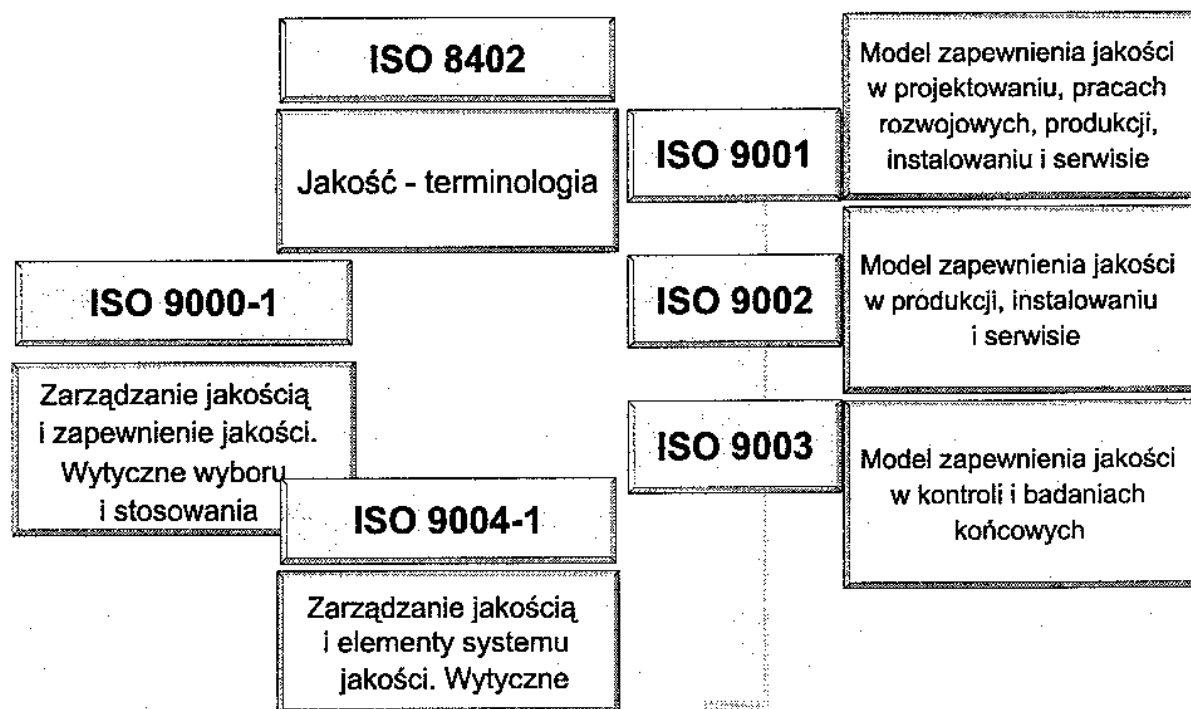 ISO 8402
Jakość - terminologia
ISO 9000-1
Zarządzanie jakością
i zapewnienie jakości.
Wytyczne wyboru
i stosowania
ISO 9004-1
Zarządzanie jakością
i elementy systemu
jakości. Wytyczne
ISO 9001
Model zapewnienia jakości
w projektowaniu, pracach
rozwojowych, produkcji,
instalowaniu i serwisie
ISO 9002
Model zapewnienia jakości
w produkcji, instalowaniu
i serwisie
ISO 9003
Model zapewnienia jakości
w kontroli i badaniach
końcowych